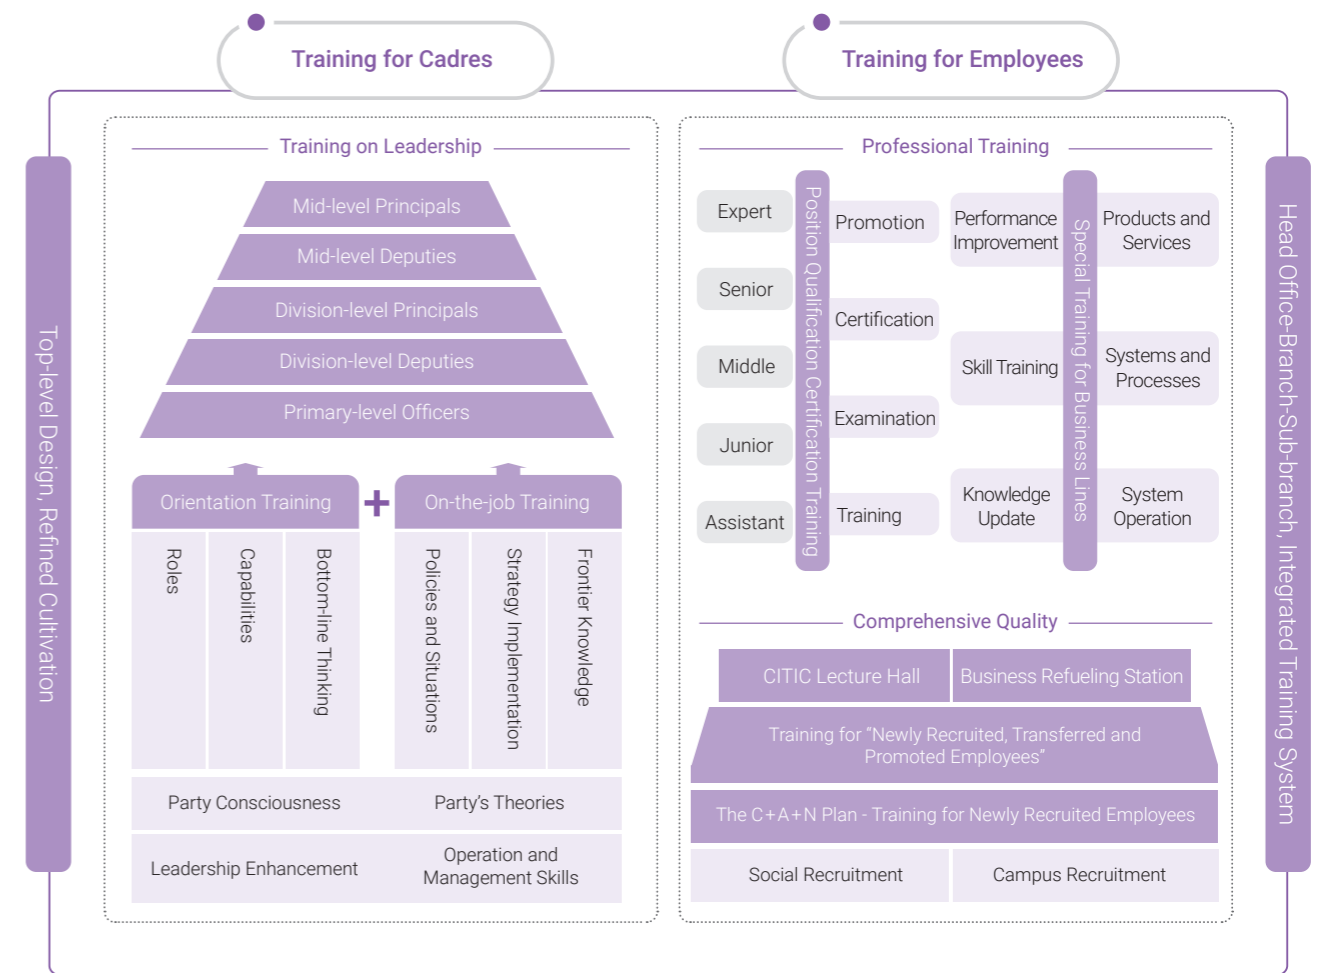 Training for Cadres
Training for Employees
Top-level Design, Refined Cultivation
Training on Leadership
Mid-level Principals
Mid-level Deputies
Division-level Principals
Division-level Deputies
Primary-level Officers
Orientation Training
+
On-the-job Training
Roles
Capabilities
Bottom-line Thinking
Policies and Situations
Strategy Implementation
Frontier Knowledge
Party Consciousness
Party's Theories
Leadership Enhancement
Operation and
Management Skills
Professional Training
Expert
Senior
Middle
Junior
Assistant
Position Qualification Certification Training
Promotion
Certification
Examination
Training
Performance
Improvement
Skill Training
Knowledge
Update
Special Training for Business Lines
Products and
Services
Systems and
Processes
System
Operation
Comprehensive Quality
CITIC Lecture Hall
Business Refueling Station
Training for “Newly Recruited, Transferred and
Promoted Employees”
The C+A+N Plan - Training for Newly Recruited Employees
Social Recruitment
Campus Recruitment
Head Office-Branch-Sub-branch, Integrated Training System